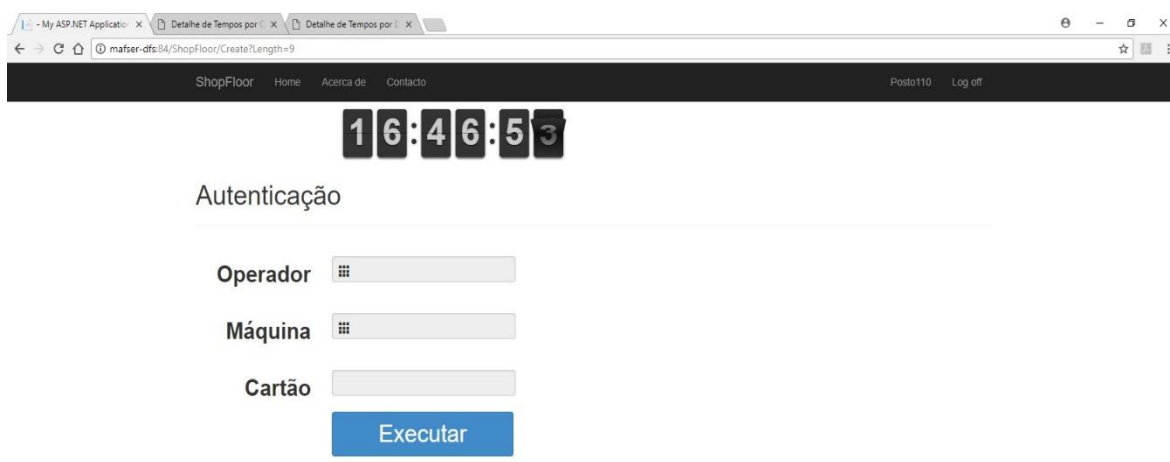 - My ASP.NET Application Detalhe de Tempos por C Detalhe de Tempos por D
mafser-dfs:84/ShopFloor/Create?Length=9
ShopFloor Home Acerca de Contacto Posto110 Log off
16:46:53
Autenticação
Operador
Máquina
Cartão
Executar